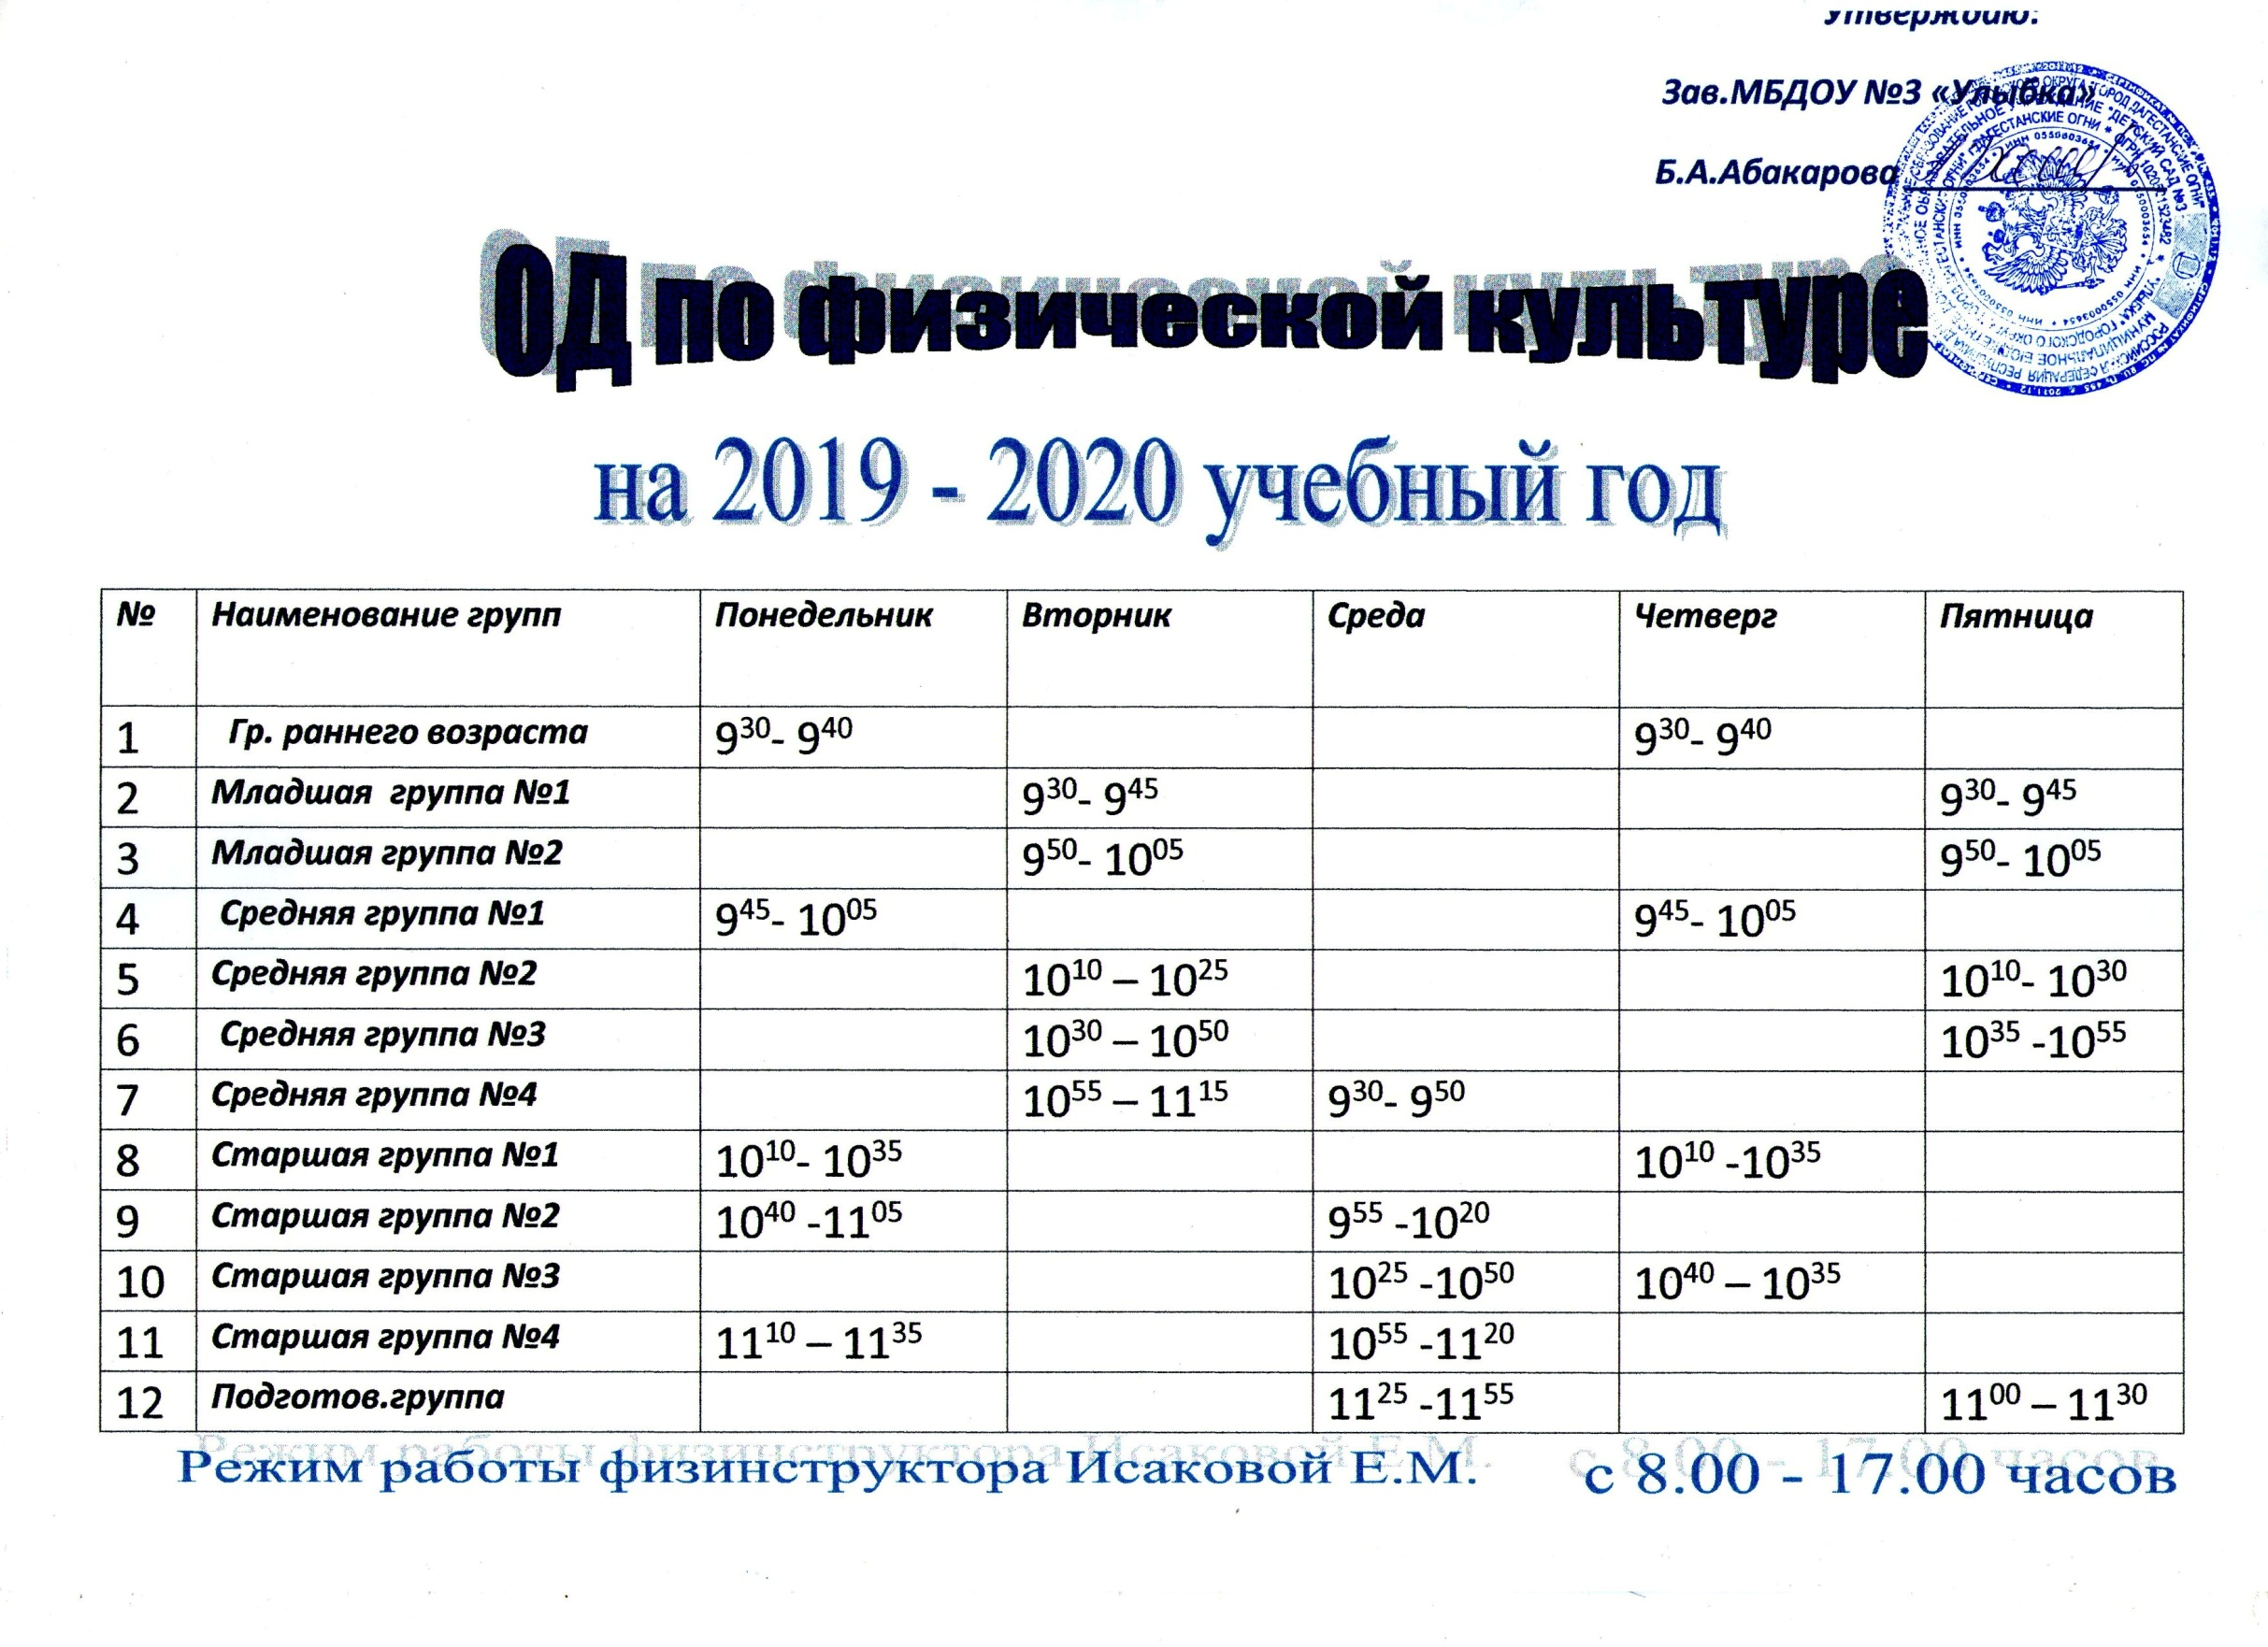 Утверждаю:
Зав.МБДОУ №3 «Улыбка»
Б.А.Абакарова
ОД по физической культуре
на 2019 - 2020 учебный год
№ Наименование групп Понедельник Вторник Среда Четверг Пятница
1 Гр. раннего возраста 9³⁰- 9⁴⁰ 9³⁰- 9⁴⁰
2 Младшая группа №1 9³⁰- 9⁴⁵ 9³⁰- 9⁴⁵
3 Младшая группа №2 9⁵⁰- 10⁰⁵ 9⁵⁰- 10⁰⁵
4 Средняя группа №1 9⁴⁵- 10⁰⁵ 9⁴⁵- 10⁰⁵
5 Средняя группа №2 10¹⁰ – 10²⁵ 10¹⁰- 10³⁰
6 Средняя группа №3 10³⁰ – 10⁵⁰ 10³⁵ -10⁵⁵
7 Средняя группа №4 10⁵⁵ – 11¹⁵ 9³⁰- 9⁵⁰
8 Старшая группа №1 10¹⁰- 10³⁵ 10¹⁰ -10³⁵
9 Старшая группа №2 10⁴⁰ -11⁰⁵ 9⁵⁵ -10²⁰
10 Старшая группа №3 10²⁵ -10⁵⁰ 10⁴⁰ – 10³⁵
11 Старшая группа №4 11¹⁰ – 11³⁵ 10⁵⁵ -11²⁰
12 Подготов.группа 11²⁵ -11⁵⁵ 11⁰⁰ – 11³⁰
Режим работы физинструктора Исаковой Е.М. с 8.00 - 17.00 часов